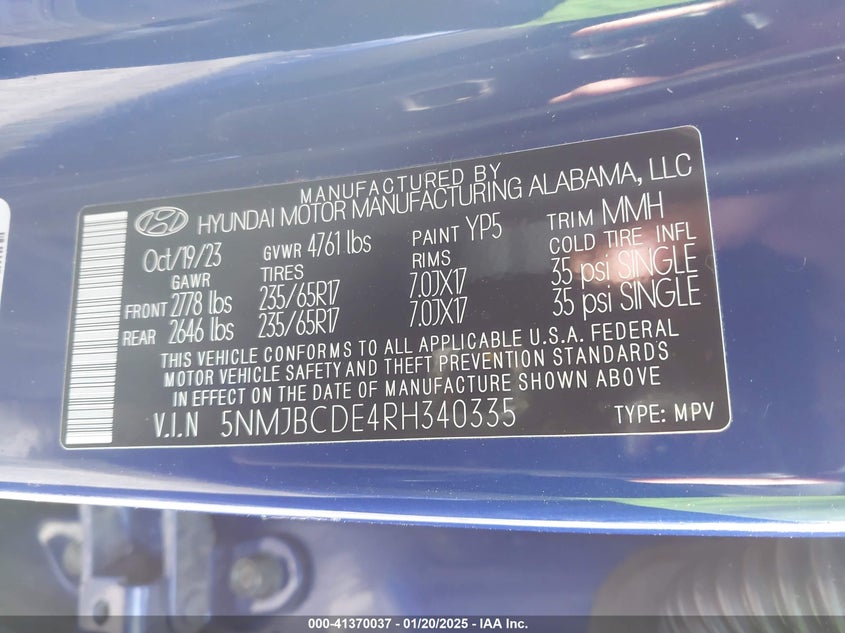 MANUFACTURED BY
HYUNDAI MOTOR MANUFACTURING ALABAMA, LLC
Oct/19/23 GVWR 4761 lbs PAINT YP5 TRIM MMH
GAWR TIRES RIMS COLD TIRE INFL
FRONT 2778 lbs 235/65R17 7.0JX17 35 psi SINGLE
REAR 2646 lbs 235/65R17 7.0JX17 35 psi SINGLE
THIS VEHICLE CONFORMS TO ALL APPLICABLE U.S.A. FEDERAL
MOTOR VEHICLE SAFETY AND THEFT PREVENTION STANDARDS
IN EFFECT ON THE DATE OF MANUFACTURE SHOWN ABOVE
V.I.N 5NMJBCDE4RH340335 TYPE: MPV
000-41370037 - 01/20/2025 - IAA Inc.